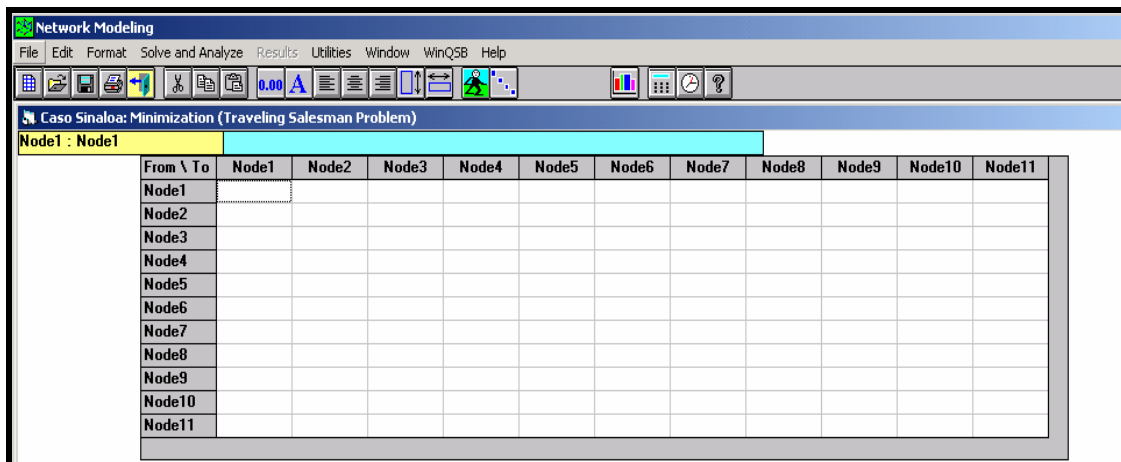 Network Modeling
File Edit Format Solve and Analyze Results Utilities Window WinQSB Help
0.00 A ?
Caso Sinaloa: Minimization (Traveling Salesman Problem)
Node1 : Node1
From \ To Node1 Node2 Node3 Node4 Node5 Node6 Node7 Node8 Node9 Node10 Node11
Node1
Node2
Node3
Node4
Node5
Node6
Node7
Node8
Node9
Node10
Node11